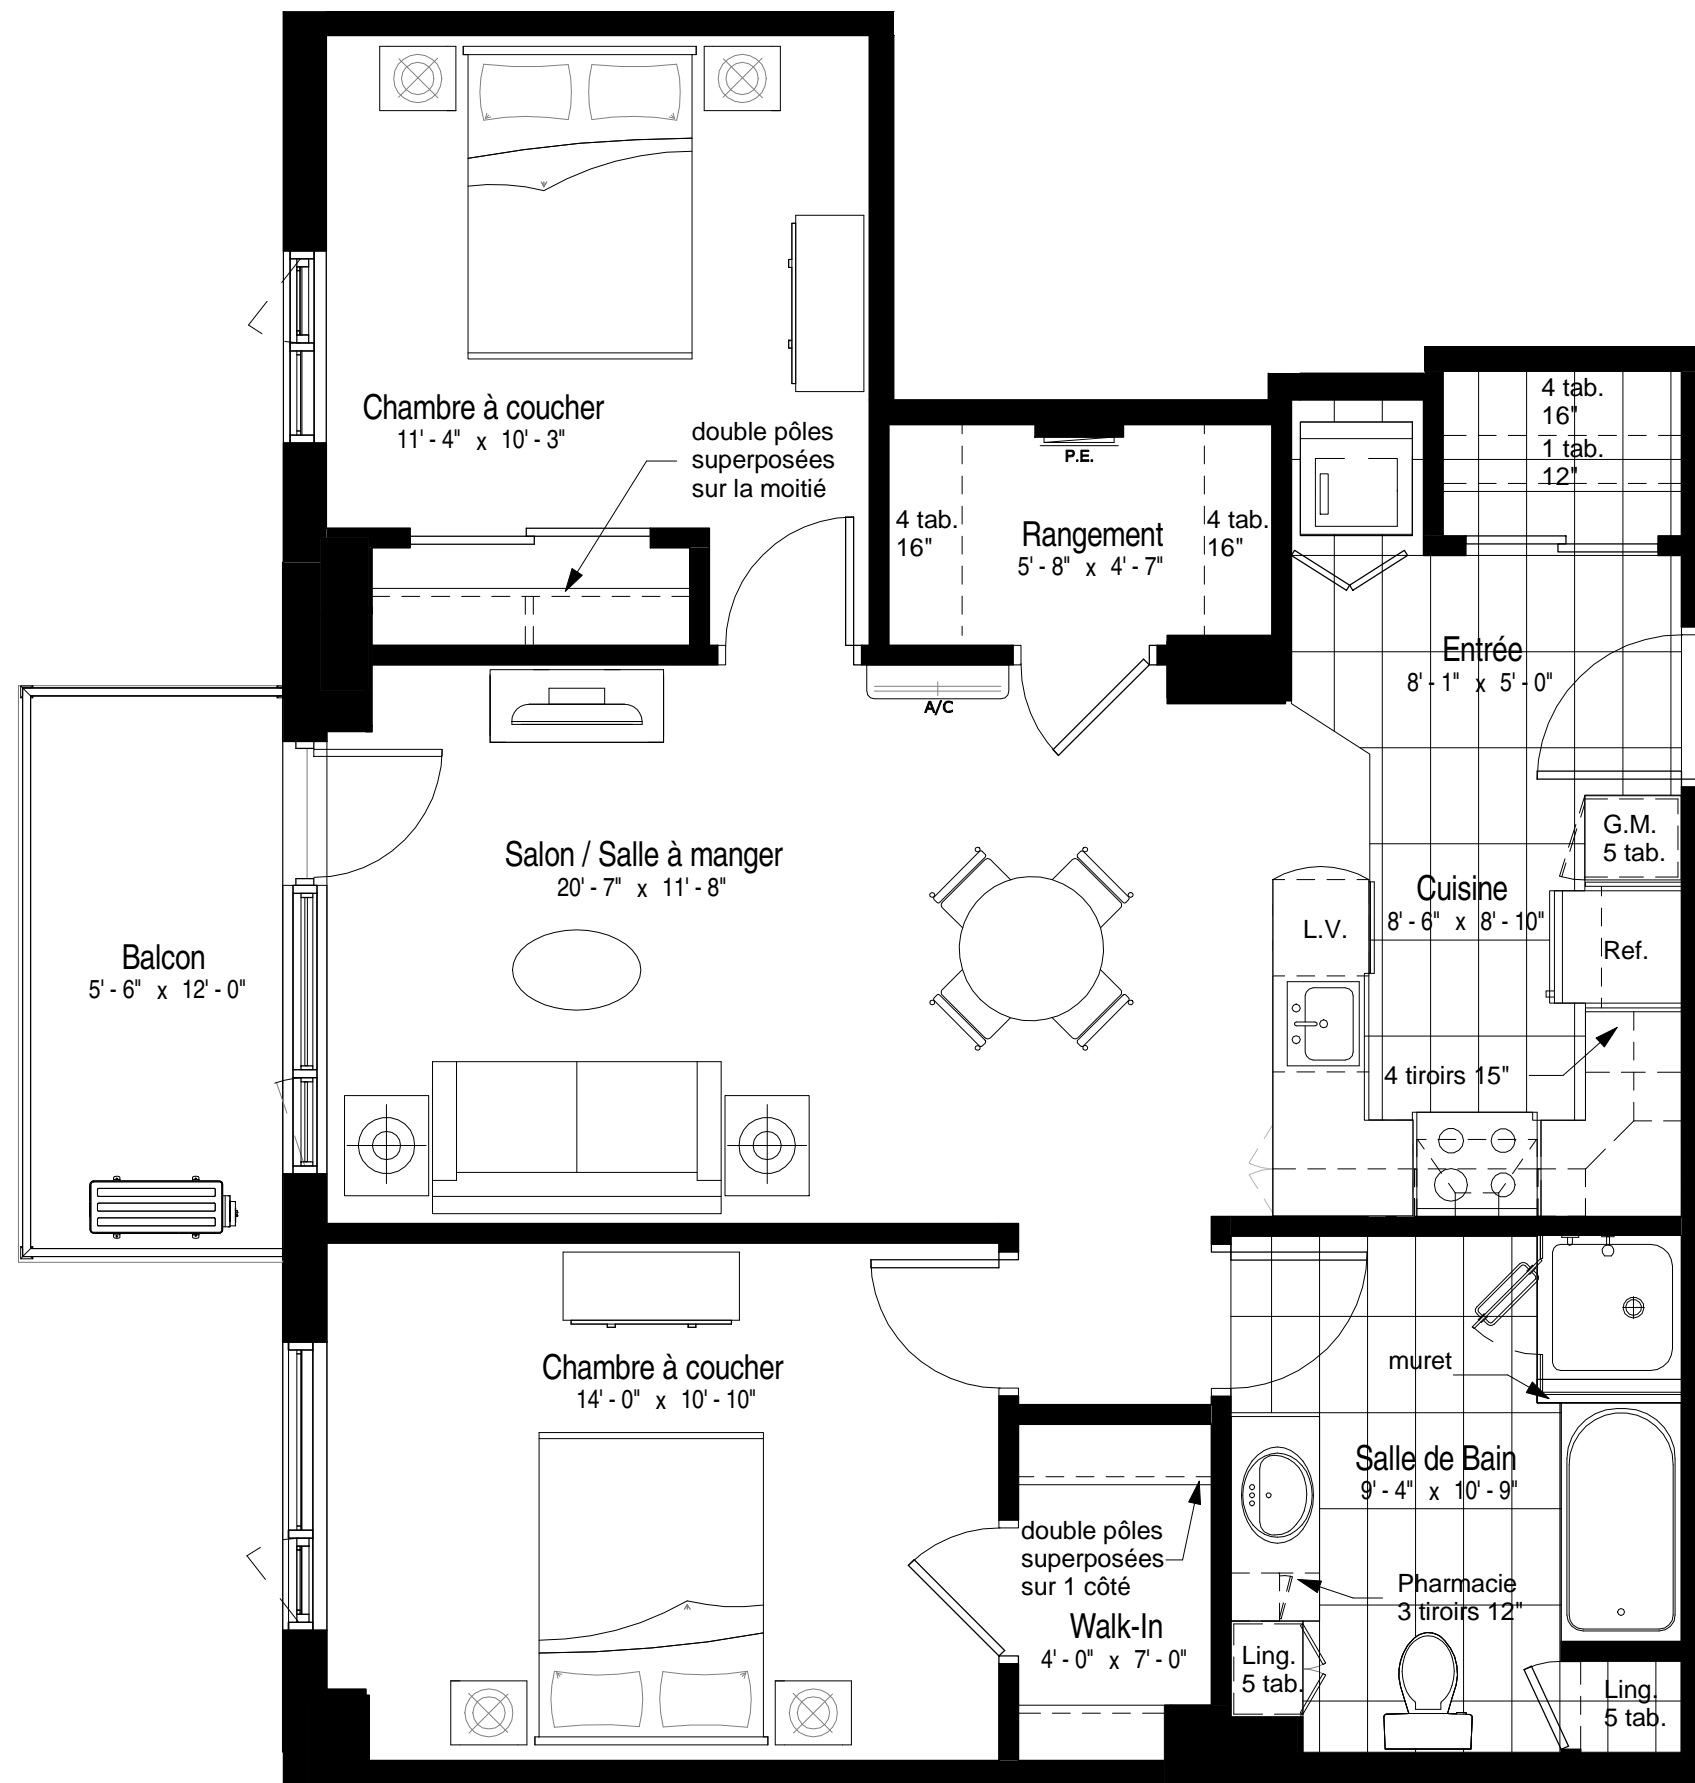 Chambre à coucher
11' - 4" x 10' - 3"
double pôles
superposées
sur la moitié
4 tab.
16"
1 tab.
12"
P.E.
4 tab.
16"
Rangement
5' - 8" x 4' - 7"
4 tab.
16"
Entrée
8' - 1" x 5' - 0"
A/C
Salon / Salle à manger
20' - 7" x 11' - 8"
G.M.
5 tab.
Cuisine
8' - 6" x 8' - 10"
L.V.
Ref.
Balcon
5' - 6" x 12' - 0"
4 tiroirs 15"
Chambre à coucher
14' - 0" x 10' - 10"
muret
Salle de Bain
9' - 4" x 10' - 9"
double pôles
superposées
sur 1 côté
Pharmacie
3 tiroirs 12"
Walk-In
4' - 0" x 7' - 0"
Ling.
5 tab.
Ling.
5 tab.